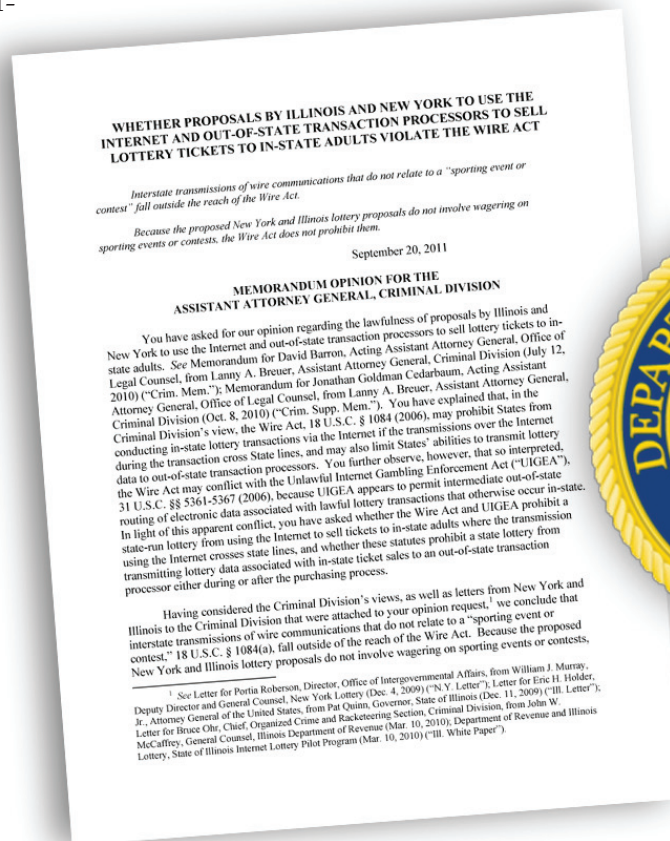 WHETHER PROPOSALS BY ILLINOIS AND NEW YORK TO USE THE
INTERNET AND OUT-OF-STATE TRANSACTION PROCESSORS TO SELL
LOTTERY TICKETS TO IN-STATE ADULTS VIOLATE THE WIRE ACT
Interstate transmissions of wire communications that do not relate to a “sporting event or
contest” fall outside the reach of the Wire Act.
Because the proposed New York and Illinois lottery proposals do not involve wagering on
sporting events or contests, the Wire Act does not prohibit them.
September 20, 2011
MEMORANDUM OPINION FOR THE
ASSISTANT ATTORNEY GENERAL, CRIMINAL DIVISION
You have asked for our opinion regarding the lawfulness of proposals by Illinois and
New York to use the Internet and out-of-state transaction processors to sell lottery tickets to in-
state adults. See Memorandum for David Barron, Acting Assistant Attorney General, Office of
Legal Counsel, from Lanny A. Breuer, Assistant Attorney General, Criminal Division (July 12,
2010) (“Crim. Mem.”); Memorandum for Jonathan Goldman Cedarbaum, Acting Assistant
Attorney General, Office of Legal Counsel, from Lanny A. Breuer, Assistant Attorney General,
Criminal Division (Oct. 8, 2010) (“Crim. Supp. Mem.”). You have explained that, in the
Criminal Division’s view, the Wire Act, 18 U.S.C. § 1084 (2006), may prohibit States from
conducting in-state lottery transactions via the Internet if the transmissions over the Internet
during the transaction cross State lines, and may also limit States’ abilities to transmit lottery
data to out-of-state transaction processors. You further observe, however, that so interpreted,
the Wire Act may conflict with the Unlawful Internet Gambling Enforcement Act (“UIGEA”),
31 U.S.C. §§ 5361-5367 (2006), because UIGEA appears to permit intermediate out-of-state
routing of electronic data associated with lawful lottery transactions that otherwise occur in-state.
In light of this apparent conflict, you have asked whether the Wire Act and UIGEA prohibit a
state-run lottery from using the Internet to sell tickets to in-state adults where the transmission
using the Internet crosses state lines, and whether these statutes prohibit a state lottery from
transmitting lottery data associated with in-state ticket sales to an out-of-state transaction
processor either during or after the purchasing process.
Having considered the Criminal Division’s views, as well as letters from New York and
Illinois to the Criminal Division that were attached to your opinion request,1 we conclude that
interstate transmissions of wire communications that do not relate to a “sporting event or
contest,” 18 U.S.C. § 1084(a), fall outside of the reach of the Wire Act. Because the proposed
New York and Illinois lottery proposals do not involve wagering on sporting events or contests,
1 See Letter for Portia Roberson, Director, Office of Intergovernmental Affairs, from William J. Murray,
Deputy Director and General Counsel, New York Lottery (Dec. 4, 2009) (“N.Y. Letter”); Letter for Eric H. Holder,
Jr., Attorney General of the United States, from Pat Quinn, Governor, State of Illinois (Dec. 11, 2009) (“Ill. Letter”);
Letter for Bruce Ohr, Chief, Organized Crime and Racketeering Section, Criminal Division, from John W.
McCaffrey, General Counsel, Illinois Department of Revenue (Mar. 10, 2010); Department of Revenue and Illinois
Lottery, State of Illinois Internet Lottery Pilot Program (Mar. 10, 2010) (“Ill. White Paper”).
DEPART